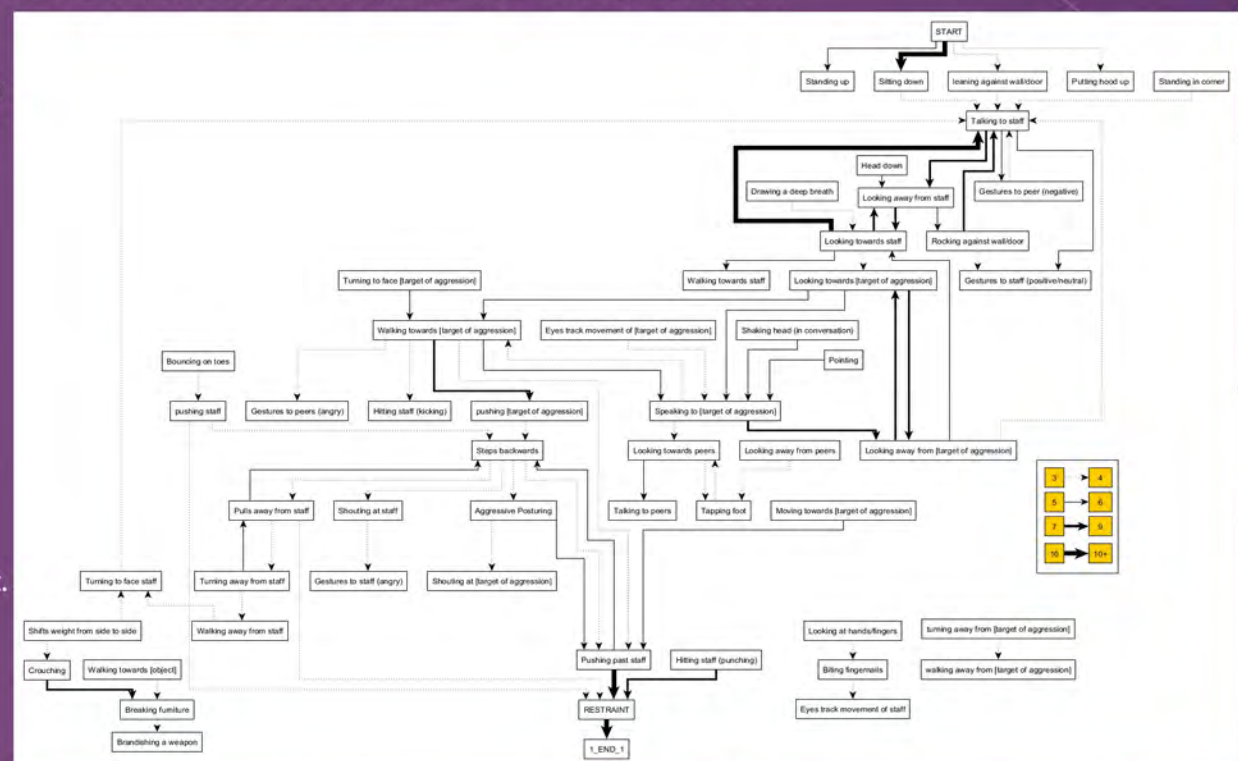 START
Standing up
Sitting down
leaning against wall/door
Putting hood up
Standing in corner
Talking to staff
Head down
Drawing a deep breath
Looking away from staff
Gestures to peer (negative)
Looking towards staff
Rocking against wall/door
Turning to face [target of aggression]
Walking towards staff
Looking towards [target of aggression]
Gestures to staff (positive/neutral)
Walking towards [target of aggression]
Eyes track movement of [target of aggression]
Shaking head (in conversation)
Bouncing on toes
Pointing
pushing staff
Gestures to peers (angry)
Hitting staff (kicking)
pushing [target of aggression]
Speaking to [target of aggression]
Steps backwards
Looking towards peers
Looking away from peers
Looking away from [target of aggression]
3
4
5
6
7
9
10
10+
Pulls away from staff
Shouting at staff
Aggressive Posturing
Talking to peers
Tapping foot
Moving towards [target of aggression]
Turning to face staff
Turning away from staff
Gestures to staff (angry)
Shouting at [target of aggression]
Shifts weight from side to side
Walking away from staff
Looking at hands/fingers
turning away from [target of aggression]
Crouching
Walking towards [object]
Pushing past staff
Hitting staff (punching)
Biting fingernails
walking away from [target of aggression]
Breaking furniture
RESTRAINT
Eyes track movement of staff
Brandishing a weapon
1_END_1